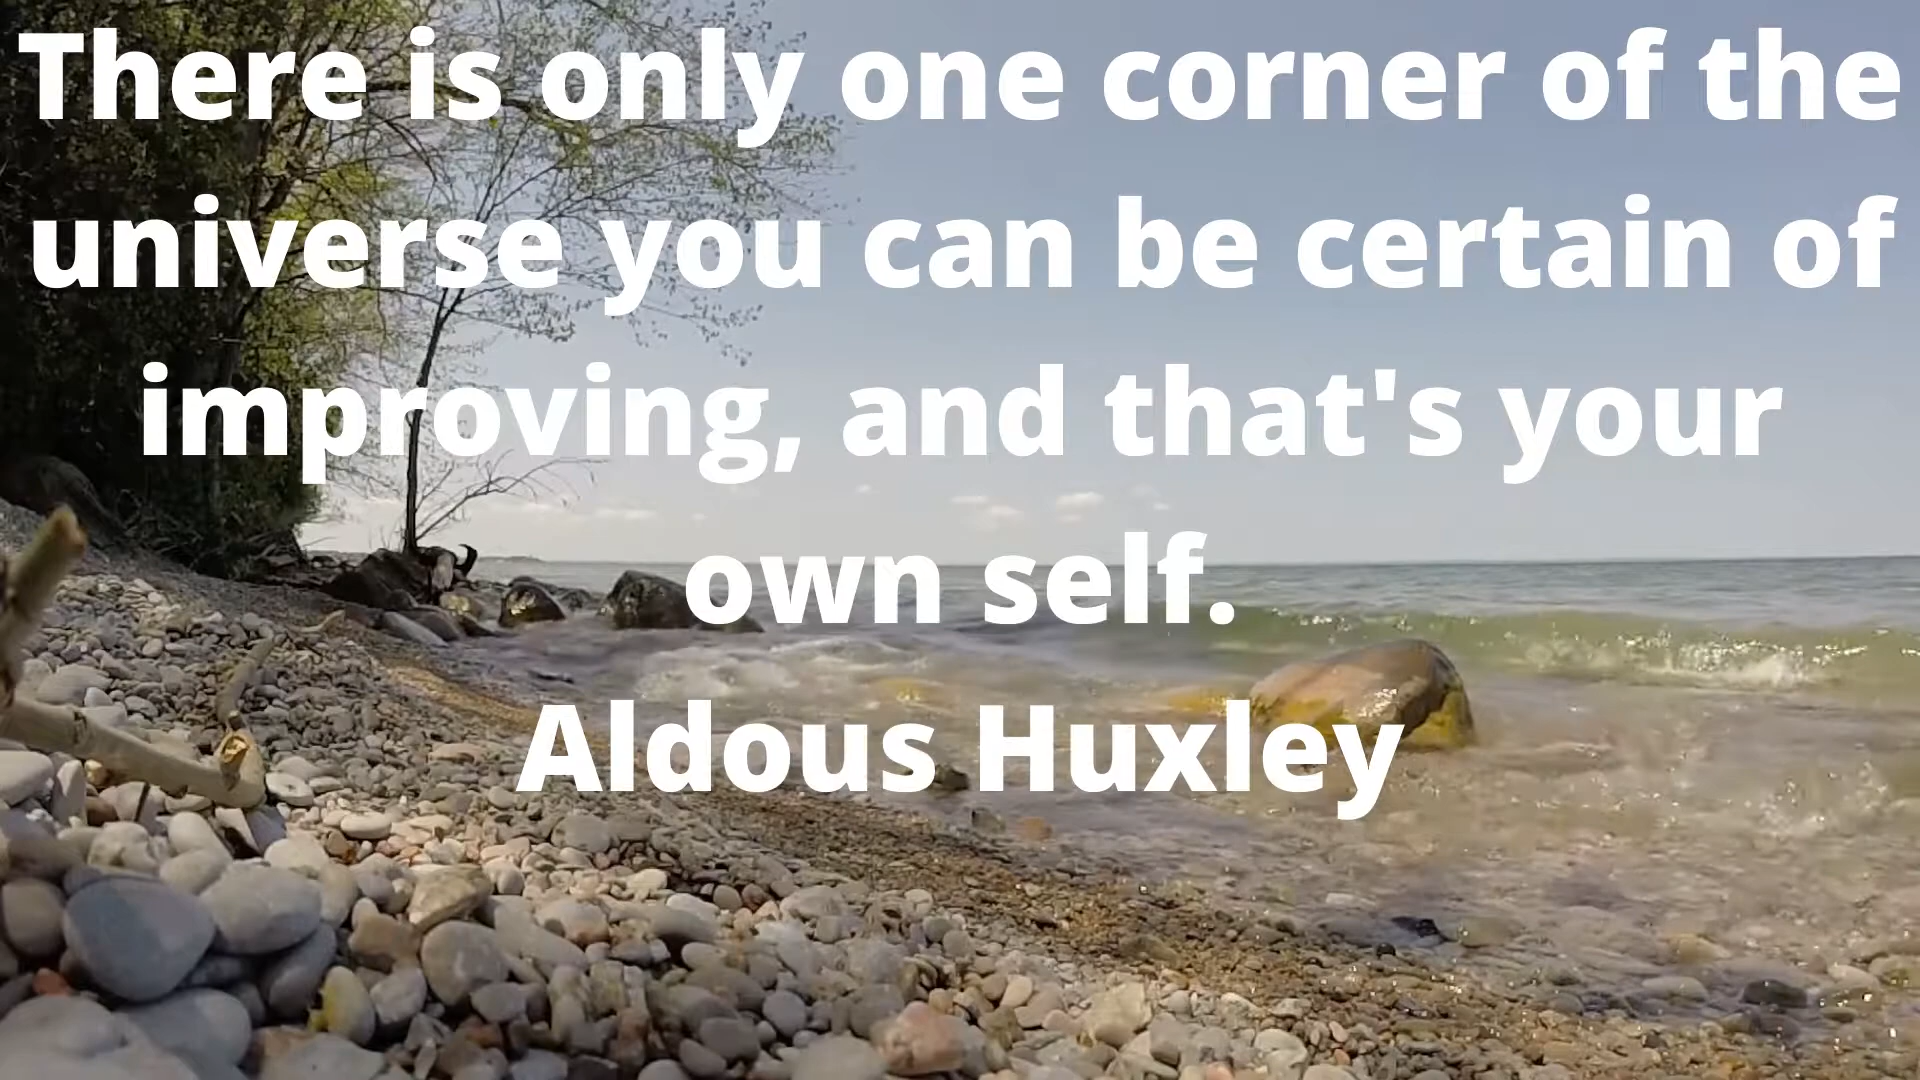 There is only one corner of the
universe you can be certain of
improving, and that's your
own self.
Aldous Huxley